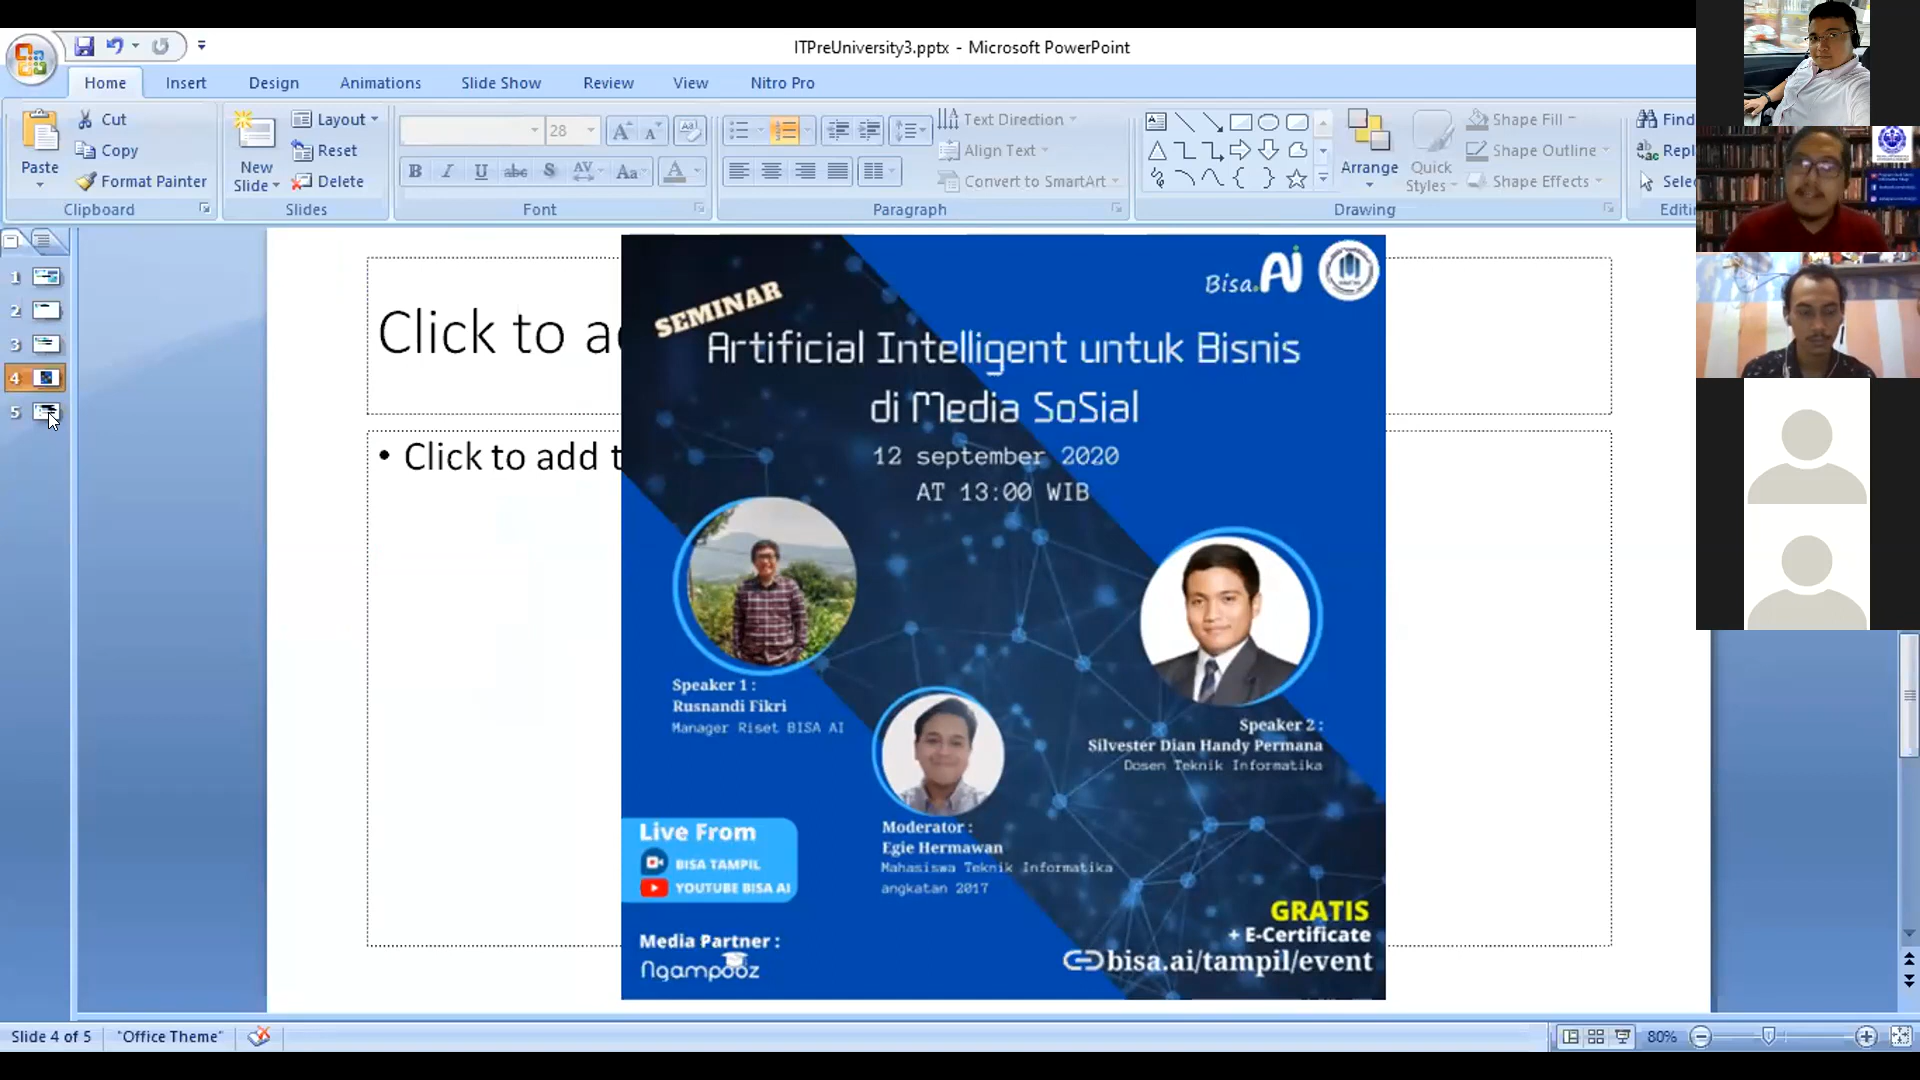 ITPreUniversity3.pptx - Microsoft PowerPoint
Home Insert Design Animations Slide Show Review View Nitro Pro
Paste
Cut
Copy
Format Painter
Clipboard
New Slide
Layout
Reset
Delete
Slides
28
Font
Text Direction
Align Text
Convert to SmartArt
Paragraph
Arrange
Quick Styles
Shape Fill
Shape Outline
Shape Effects
Drawing
Find
1
2
3
4
5
Click to
• Click to add
SEMINAR
Bisa.AI
Artificial Intelligent untuk Bisnis
di Media SoSial
12 september 2020
AT 13:00 WIB
Speaker 1 :
Rusnandi Fikri
Manager Riset BISA AI
Speaker 2 :
Silvester Dian Handy Permana
Dosen Teknik Informatika
Moderator :
Egie Hermawan
Mahasiswa Teknik Informatika
angkatan 2017
Live From
BISA TAMPIL
YOUTUBE BISA AI
Media Partner :
Ngampooz
GRATIS
+ E-Certificate
bisa.ai/tampil/event
Slide 4 of 5 "Office Theme" 80%